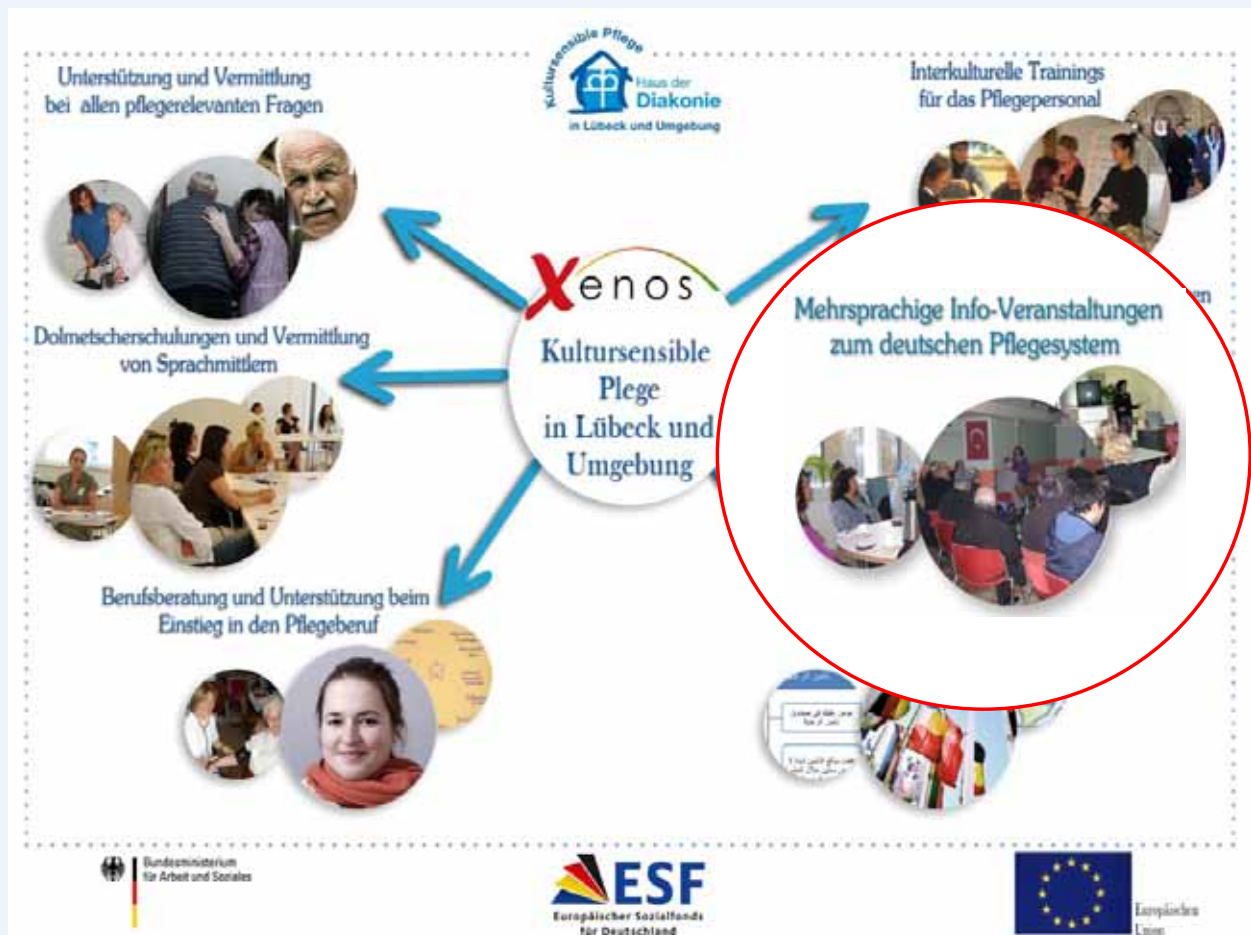 Kultursensible Pflege
Haus der
Diakonie
in Lübeck und Umgebung
Unterstützung und Vermittlung
bei allen pflegerelevanten Fragen
Interkulturelle Trainings
für das Pflegepersonal
Xenos
Kultursensible
Plege
in Lübeck und
Umgebung
Dolmetscherschulungen und Vermittlung
von Sprachmittlern
Mehrsprachige Info-Veranstaltungen
zum deutschen Pflegesystem
Berufsberatung und Unterstützung beim
Einstieg in den Pflegeberuf
Bundesministerium
für Arbeit und Soziales
ESF
Europäischer Sozialfonds
für Deutschland
Europäischen
Union